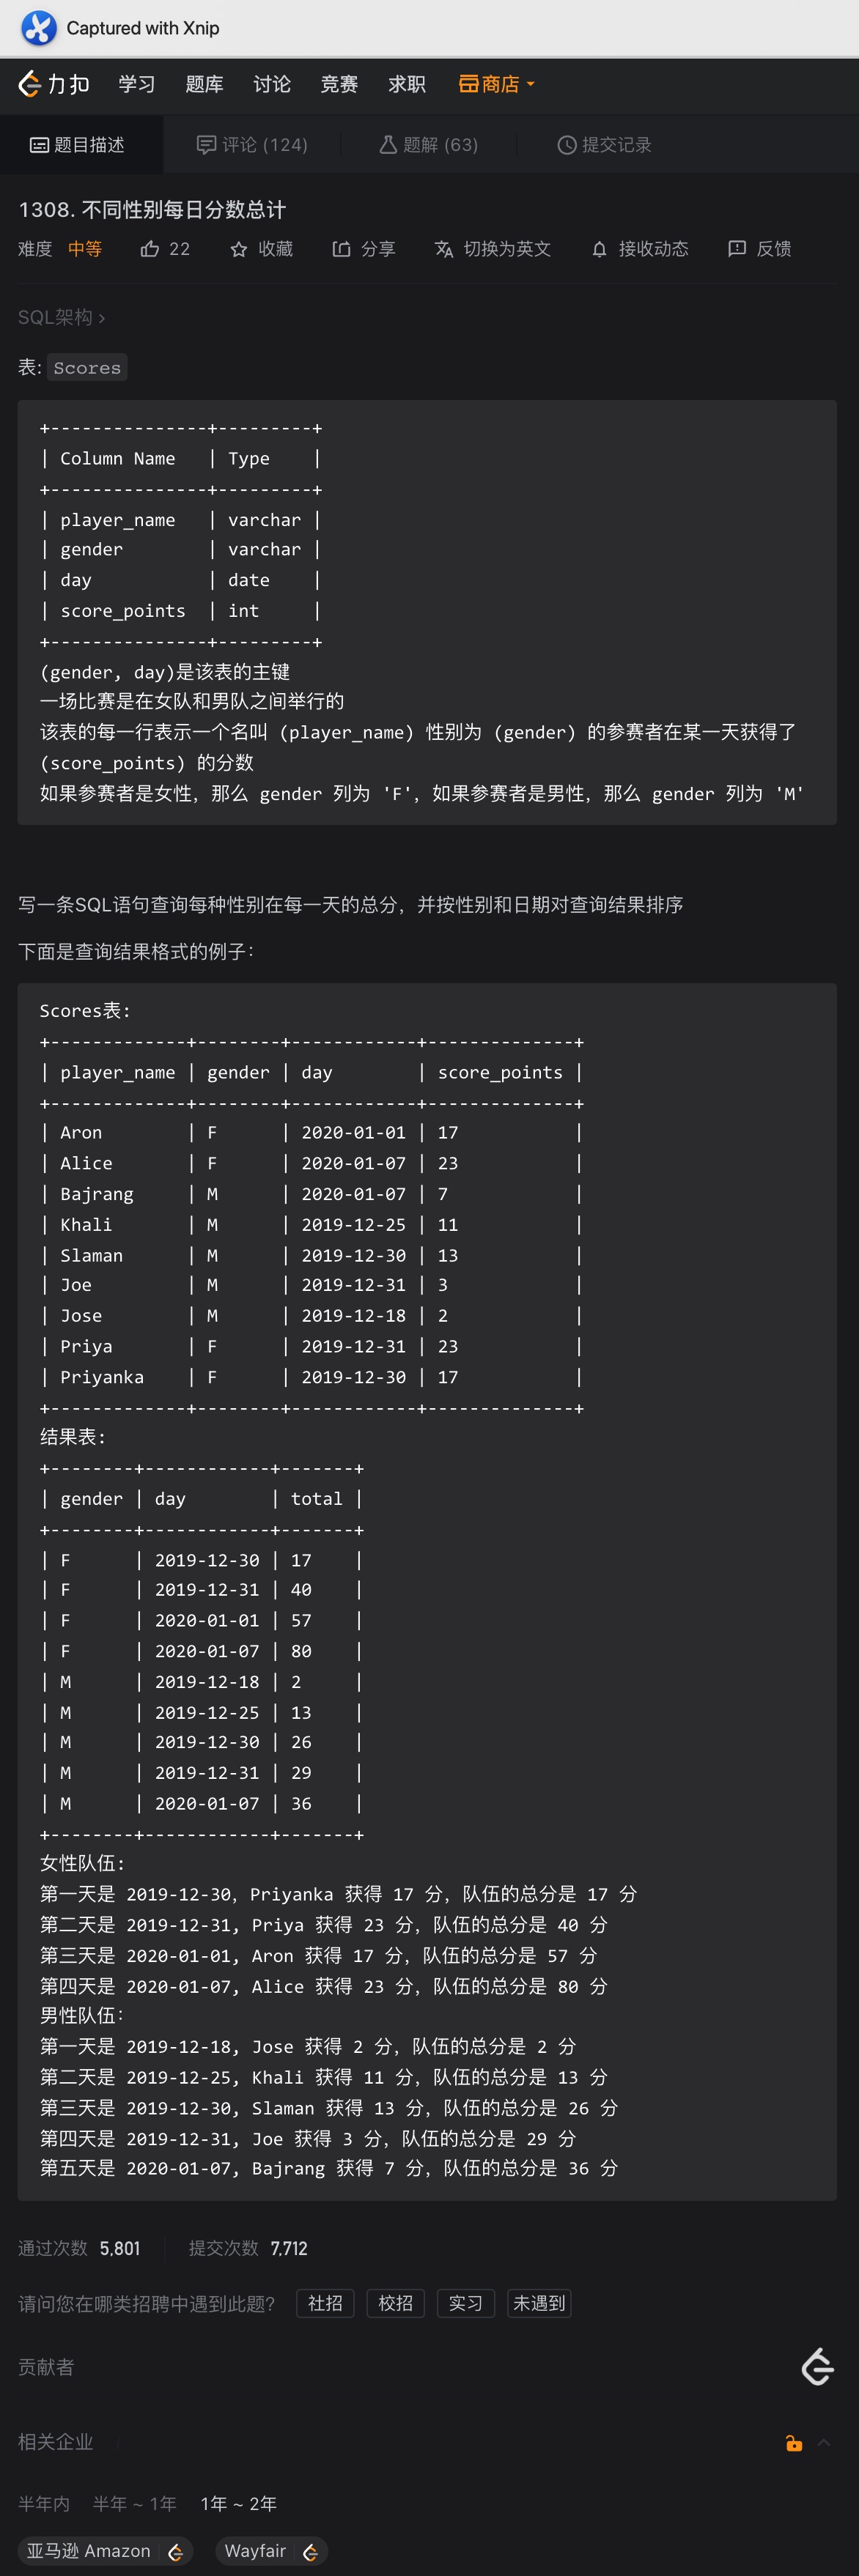 Captured with Xnip
力扣 学习 题库 讨论 竞赛 求职 商店
题目描述 评论 (124) 题解 (63) 提交记录
1308. 不同性别每日分数总计
难度 中等 22 收藏 分享 切换为英文 接收动态 反馈
SQL架构 >
表: Scores
+---------------+---------+
| Column Name   | Type    |
+---------------+---------+
| player_name   | varchar |
| gender        | varchar |
| day           | date    |
| score_points  | int     |
+---------------+---------+
(gender, day)是该表的主键
一场比赛是在女队和男队之间举行的
该表的每一行表示一个名叫 (player_name) 性别为 (gender) 的参赛者在某一天获得了
(score_points) 的分数
如果参赛者是女性，那么 gender 列为 'F'，如果参赛者是男性，那么 gender 列为 'M'
写一条SQL语句查询每种性别在每一天的总分，并按性别和日期对查询结果排序
下面是查询结果格式的例子：
Scores表:
+-------------+--------+------------+--------------+
| player_name | gender | day        | score_points |
+-------------+--------+------------+--------------+
| Aron        | F      | 2020-01-01 | 17           |
| Alice       | F      | 2020-01-07 | 23           |
| Bajrang     | M      | 2020-01-07 | 7            |
| Khali       | M      | 2019-12-25 | 11           |
| Slaman      | M      | 2019-12-30 | 13           |
| Joe         | M      | 2019-12-31 | 3            |
| Jose        | M      | 2019-12-18 | 2            |
| Priya       | F      | 2019-12-31 | 23           |
| Priyanka    | F      | 2019-12-30 | 17           |
+-------------+--------+------------+--------------+
结果表:
+--------+------------+-------+
| gender | day        | total |
+--------+------------+-------+
| F      | 2019-12-30 | 17    |
| F      | 2019-12-31 | 40    |
| F      | 2020-01-01 | 57    |
| F      | 2020-01-07 | 80    |
| M      | 2019-12-18 | 2     |
| M      | 2019-12-25 | 13    |
| M      | 2019-12-30 | 26    |
| M      | 2019-12-31 | 29    |
| M      | 2020-01-07 | 36    |
+--------+------------+-------+
女性队伍:
第一天是 2019-12-30，Priyanka 获得 17 分，队伍的总分是 17 分
第二天是 2019-12-31, Priya 获得 23 分，队伍的总分是 40 分
第三天是 2020-01-01, Aron 获得 17 分，队伍的总分是 57 分
第四天是 2020-01-07, Alice 获得 23 分，队伍的总分是 80 分
男性队伍：
第一天是 2019-12-18, Jose 获得 2 分，队伍的总分是 2 分
第二天是 2019-12-25, Khali 获得 11 分，队伍的总分是 13 分
第三天是 2019-12-30, Slaman 获得 13 分，队伍的总分是 26 分
第四天是 2019-12-31, Joe 获得 3 分，队伍的总分是 29 分
第五天是 2020-01-07, Bajrang 获得 7 分，队伍的总分是 36 分
通过次数 5,801 提交次数 7,712
请问您在哪类招聘中遇到此题? 社招 校招 实习 未遇到
贡献者
相关企业
半年内 半年 ~ 1年 1年 ~ 2年
亚马逊 Amazon Wayfair